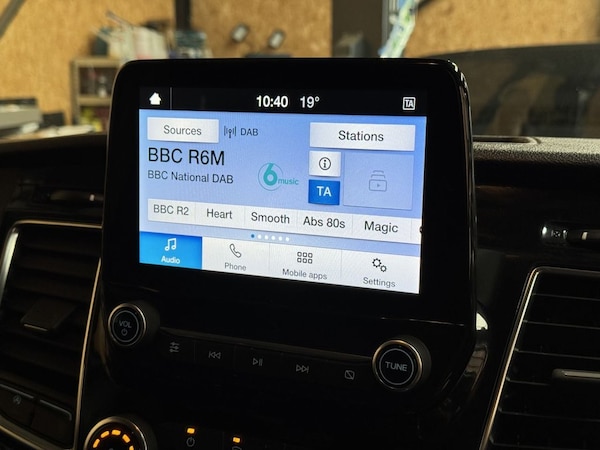 10:40 19° TA
Sources DAB Stations
BBC R6M
BBC National DAB
6 music
i
TA
BBC R2 Heart Smooth Abs 80s Magic
Audio Phone Mobile apps Settings
VOL
TUNE